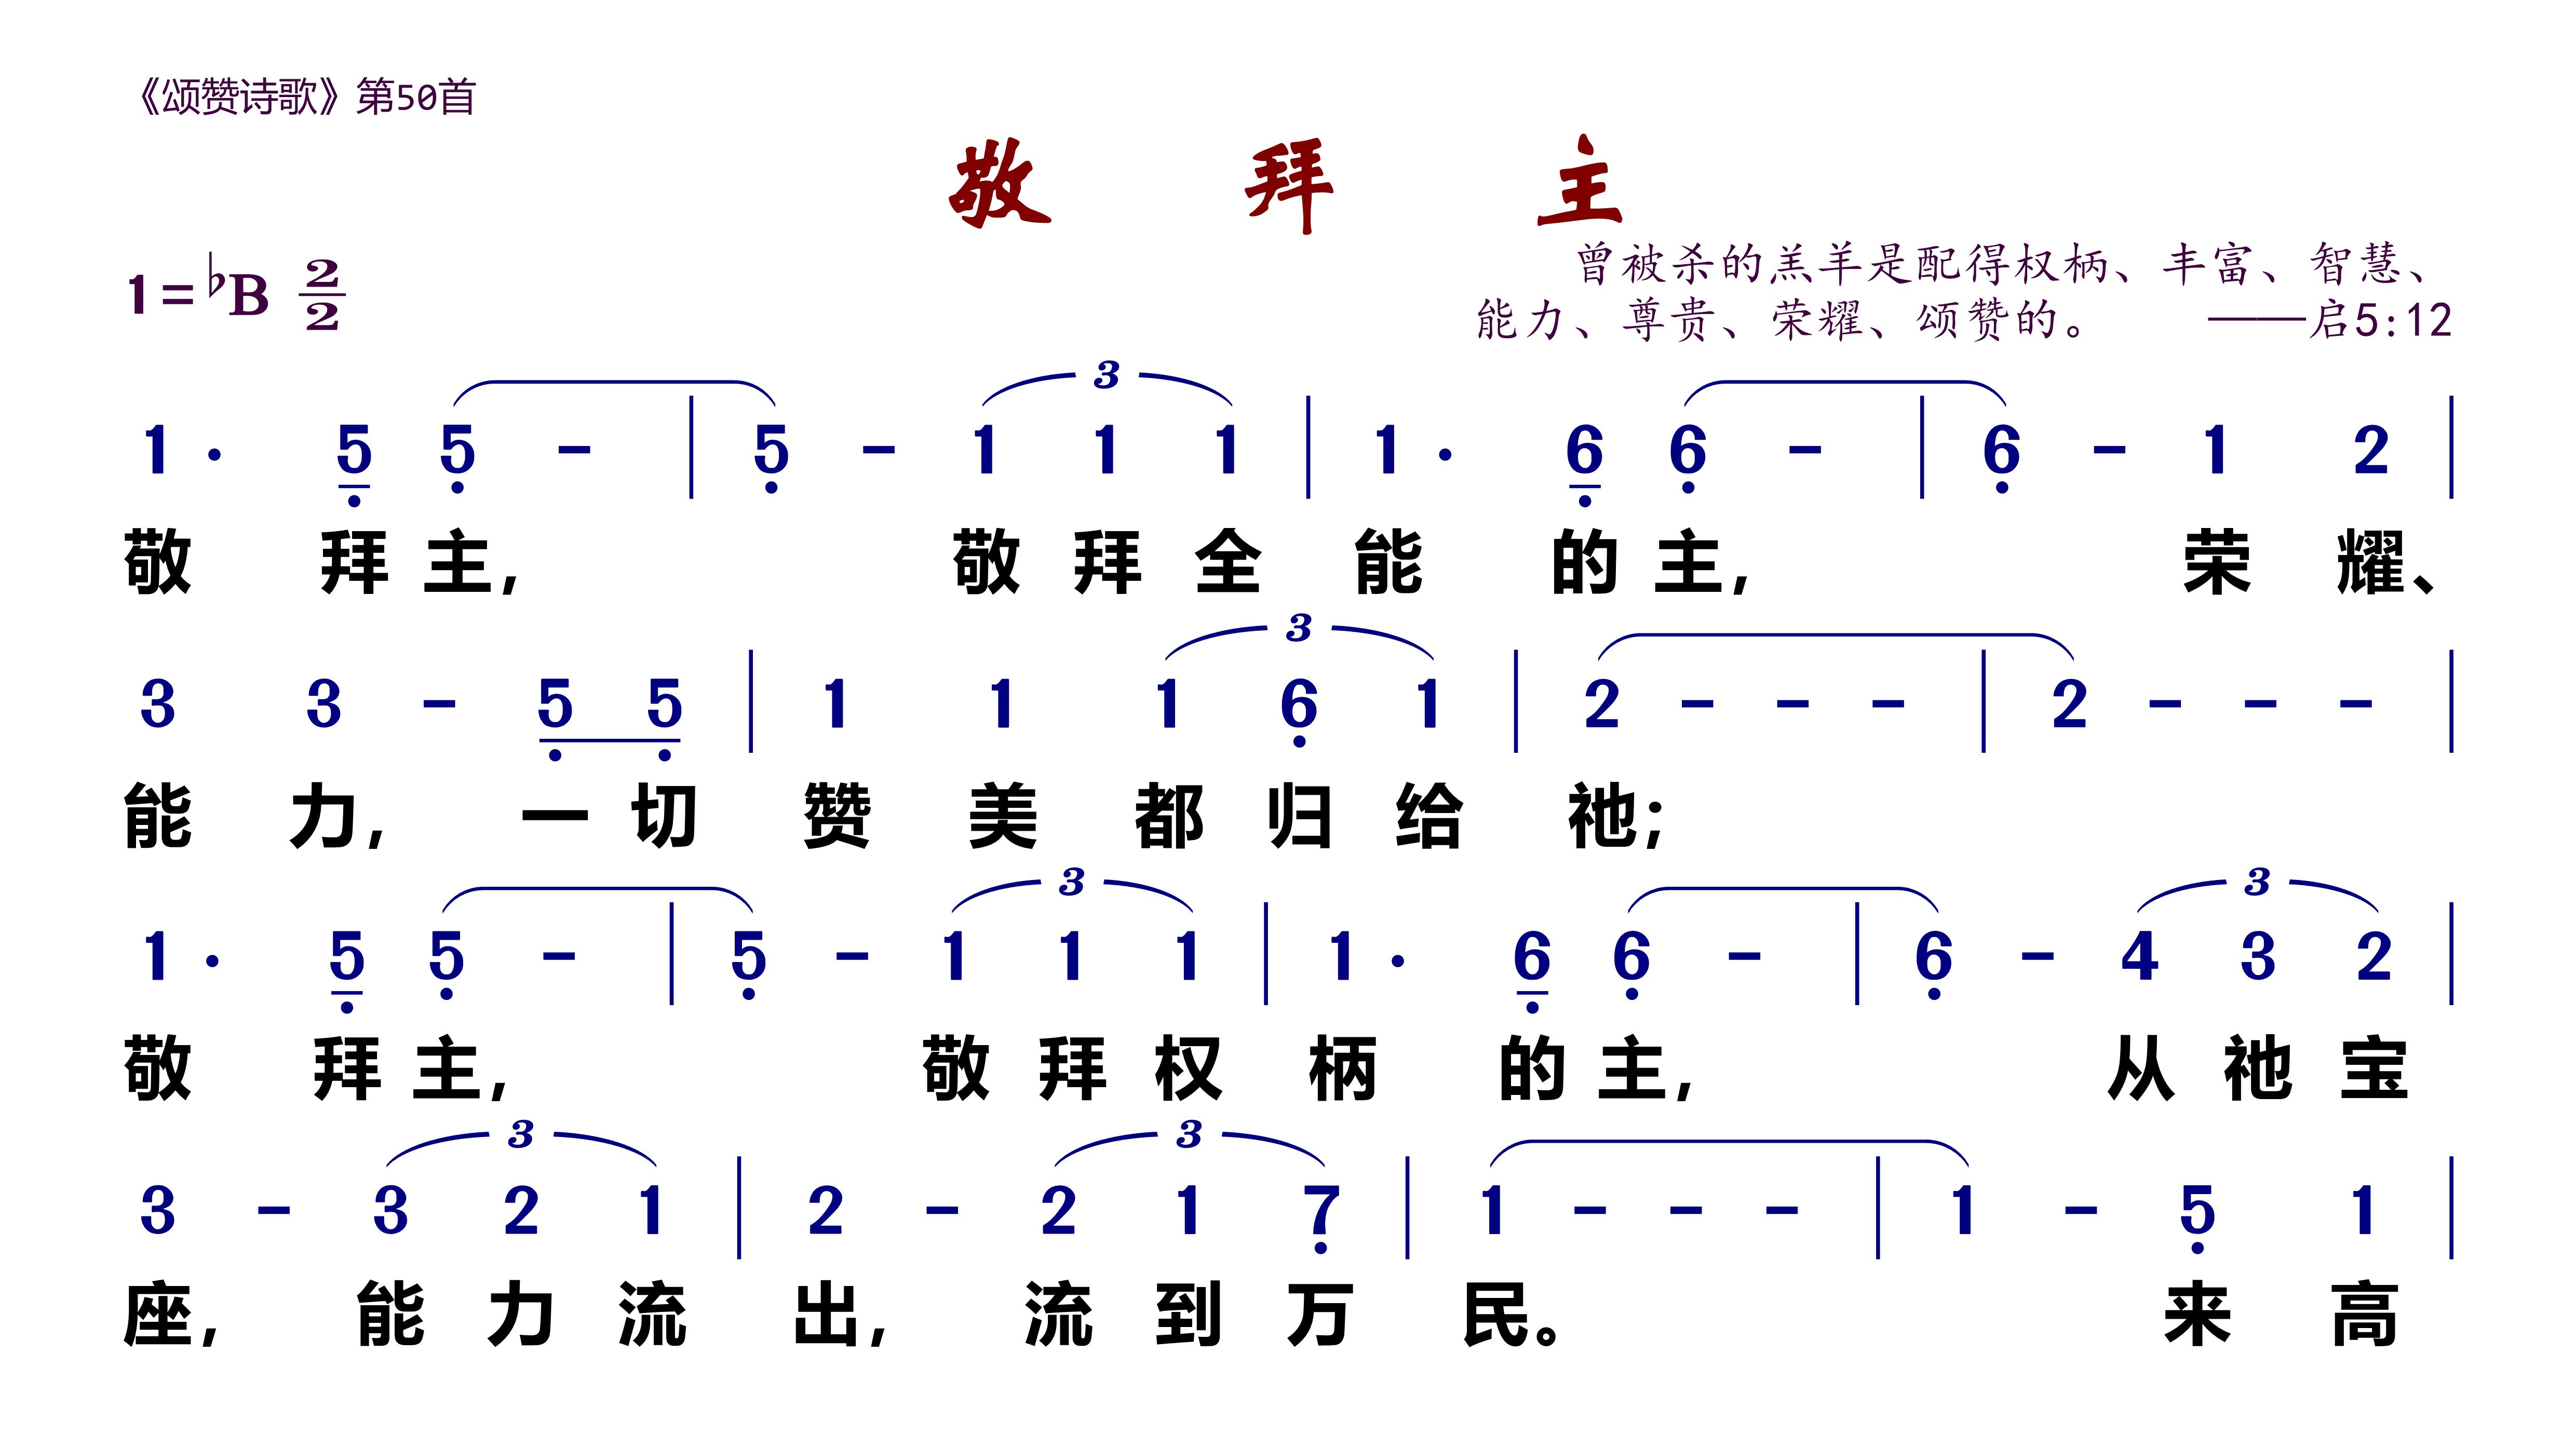 《颂赞诗歌》第50首
敬 拜 主
1=♭B 2/2
曾被杀的羔羊是配得权柄、丰富、智慧、
能力、尊贵、荣耀、颂赞的。 ——启5:12
3
1 · 5 5 - | 5 - 1 1 1 | 1 · 6 6 - | 6 - 1 2 |
敬 拜 主, 敬 拜 全 能 的 主, 荣 耀、
3
3 3 - 5 5 | 1 1 1 6 1 | 2 - - - | 2 - - - |
能 力, 一 切 赞 美 都 归 给 祂;
3 3
1 · 5 5 - | 5 - 1 1 1 | 1 · 6 6 - | 6 - 4 3 2 |
敬 拜 主, 敬 拜 权 柄 的 主, 从 祂 宝
3 3
3 - 3 2 1 | 2 - 2 1 7 | 1 - - - | 1 - 5 1 |
座, 能 力 流 出, 流 到 万 民。 来 高